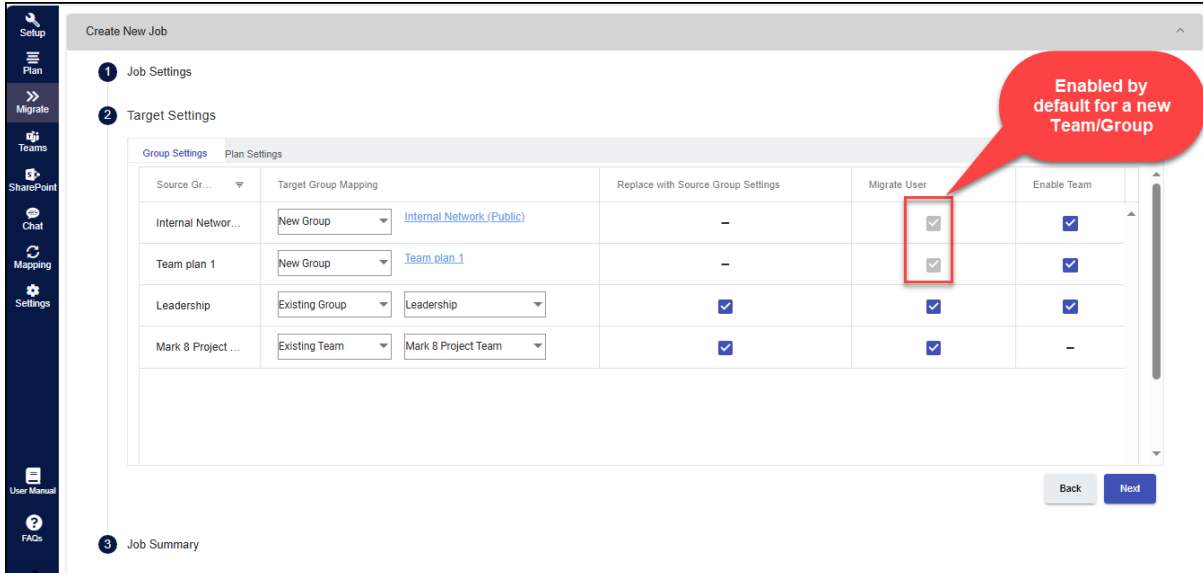 Setup
Plan
Migrate
Teams
SharePoint
Chat
Mapping
Settings
User Manual
FAQs
Create New Job
1 Job Settings
2 Target Settings
Enabled by
default for a new
Team/Group
Group Settings Plan Settings
Source Gr... Target Group Mapping Replace with Source Group Settings Migrate User Enable Team
Internal Networ... New Group Internal Network (Public) –
Team plan 1 New Group Team plan 1 –
Leadership Existing Group Leadership
Mark 8 Project ... Existing Team Mark 8 Project Team –
Back Next
3 Job Summary